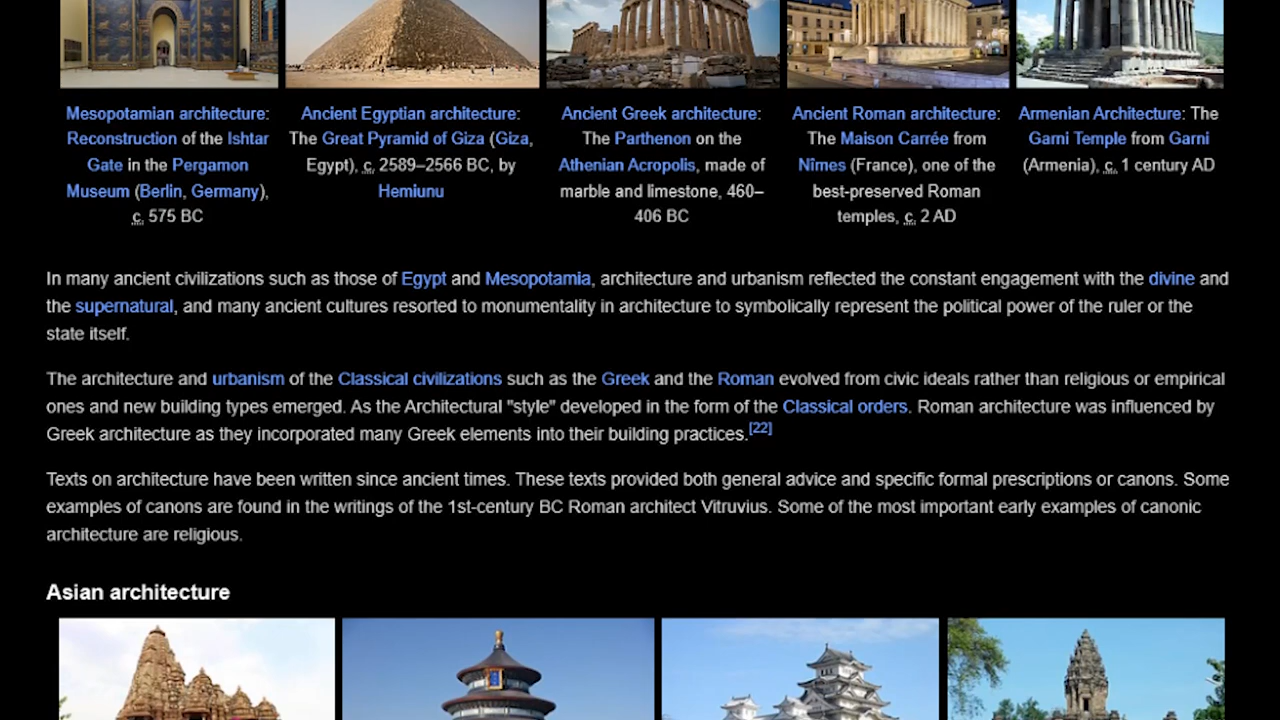 Mesopotamian architecture:
Reconstruction of the Ishtar
Gate in the Pergamon
Museum (Berlin, Germany),
c. 575 BC
Ancient Egyptian architecture:
The Great Pyramid of Giza (Giza,
Egypt), c. 2589–2566 BC, by
Hemiunu
Ancient Greek architecture:
The Parthenon on the
Athenian Acropolis, made of
marble and limestone, 460–
406 BC
Ancient Roman architecture:
The Maison Carrée from
Nîmes (France), one of the
best-preserved Roman
temples, c. 2 AD
Armenian Architecture: The
Garni Temple from Garni
(Armenia), c. 1 century AD
In many ancient civilizations such as those of Egypt and Mesopotamia, architecture and urbanism reflected the constant engagement with the divine and
the supernatural, and many ancient cultures resorted to monumentality in architecture to symbolically represent the political power of the ruler or the
state itself.
The architecture and urbanism of the Classical civilizations such as the Greek and the Roman evolved from civic ideals rather than religious or empirical
ones and new building types emerged. As the Architectural "style" developed in the form of the Classical orders. Roman architecture was influenced by
Greek architecture as they incorporated many Greek elements into their building practices.[22]
Texts on architecture have been written since ancient times. These texts provided both general advice and specific formal prescriptions or canons. Some
examples of canons are found in the writings of the 1st-century BC Roman architect Vitruvius. Some of the most important early examples of canonic
architecture are religious.
Asian architecture